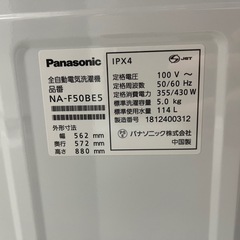 Panasonic
全自動電気洗濯機
品番
NA-F50BE5
外形寸法
幅 562 mm
奥行 572 mm
高さ 880 mm
IPX4
JET
定格電圧 100 V～
定格周波数 50/60 Hz
定格消費電力 355/430 W
標準洗濯容量 5.0 kg
標準使用水量 114 L
製造番号 1812400312
パナソニック株式会社
中国製